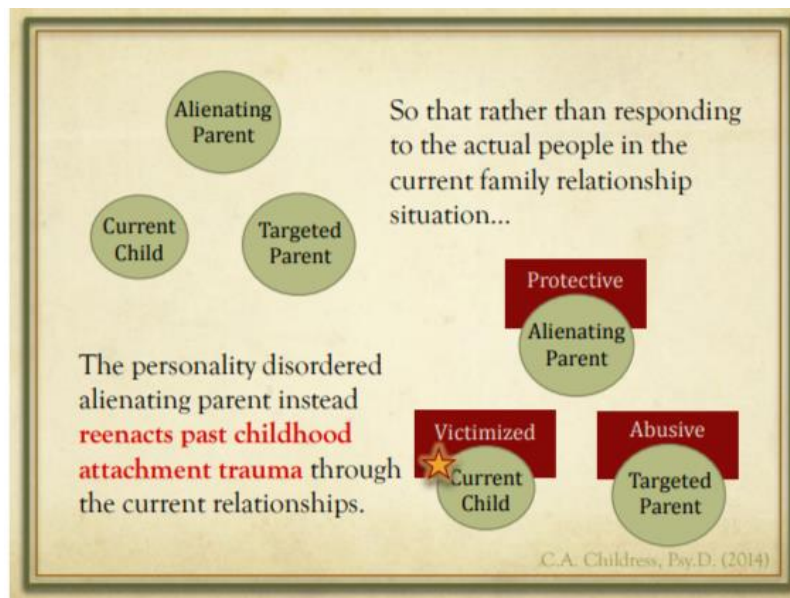 Alienating
Parent
Current
Child
Targeted
Parent
So that rather than responding
to the actual people in the
current family relationship
situation...
The personality disordered
alienating parent instead
reenacts past childhood
attachment trauma through
the current relationships.
Protective
Alienating
Parent
Victimized
Current
Child
Abusive
Targeted
Parent
C.A. Childress, Psy.D. (2014)